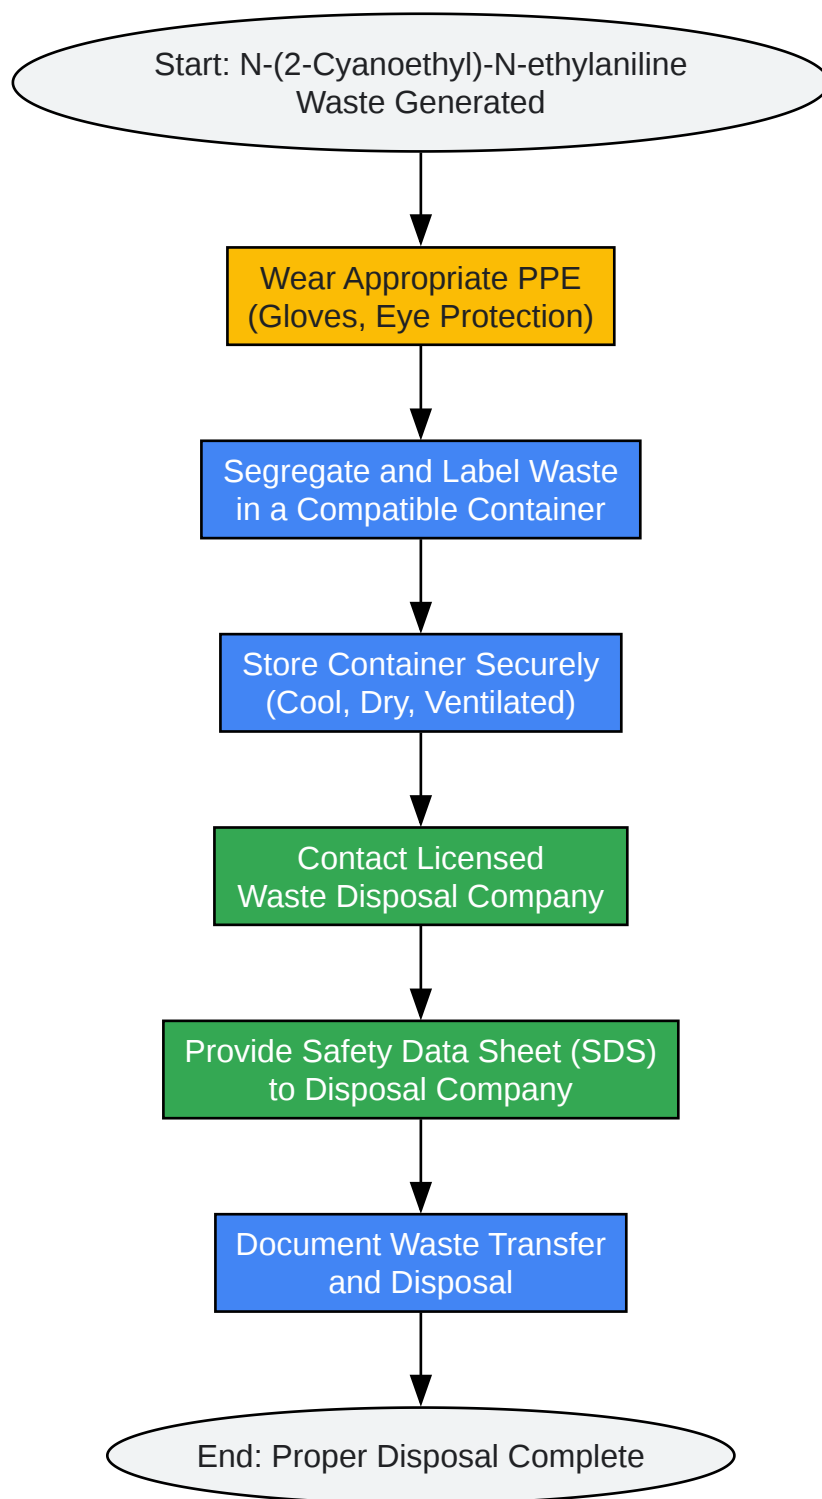 Start: N-(2-Cyanoethyl)-N-ethylaniline
Waste Generated
Wear Appropriate PPE
(Gloves, Eye Protection)
Segregate and Label Waste
in a Compatible Container
Store Container Securely
(Cool, Dry, Ventilated)
Contact Licensed
Waste Disposal Company
Provide Safety Data Sheet (SDS)
to Disposal Company
Document Waste Transfer
and Disposal
End: Proper Disposal Complete